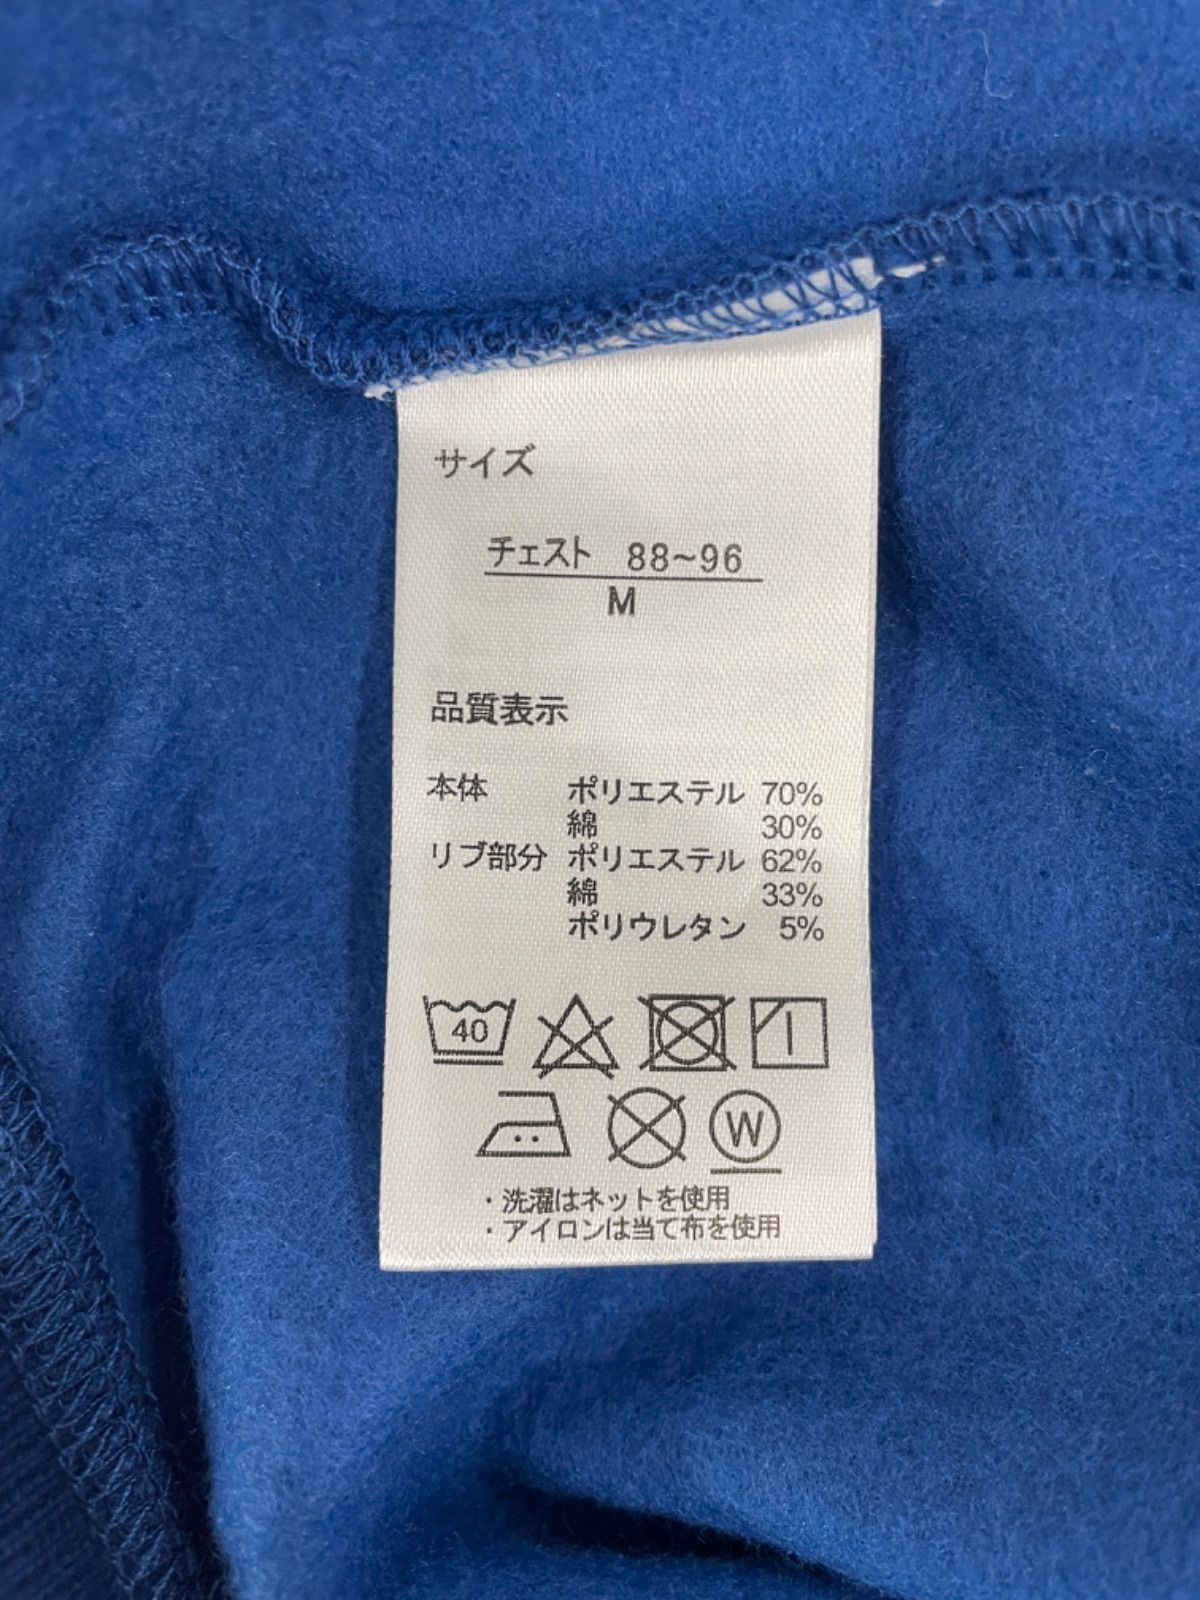 サイズ
チェスト 88~96
M
品質表示
本体 ポリエステル 70%
綿 30%
リブ部分 ポリエステル 62%
綿 33%
ポリウレタン 5%
40
W
・洗濯はネットを使用
・アイロンは当て布を使用